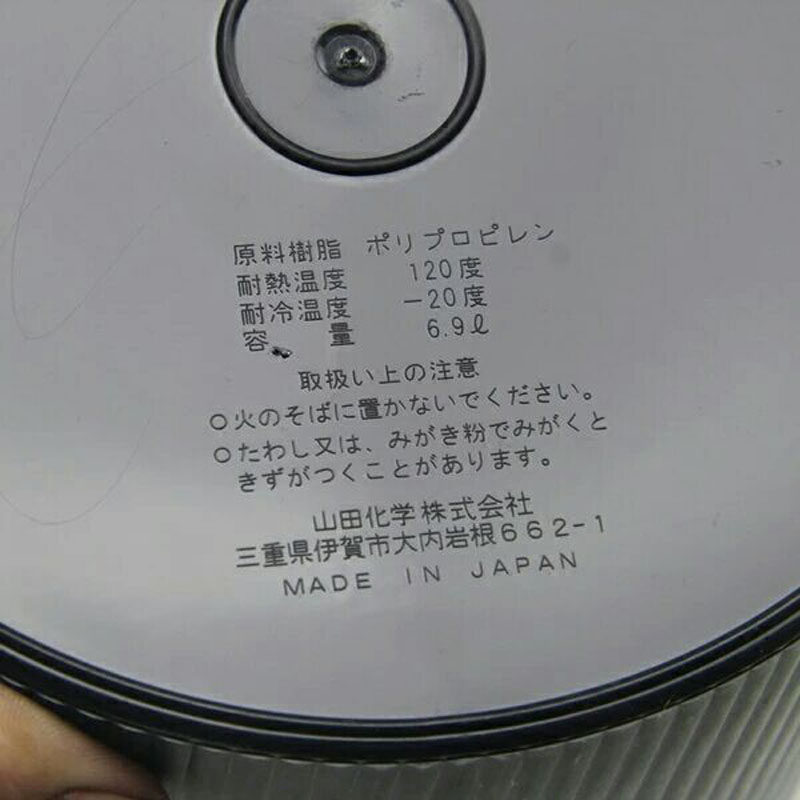 原料樹脂 ポリプロピレン
耐熱温度 120度
耐冷温度 −20度
容 量 6.9ℓ
取扱い上の注意
○火のそばに置かないでください。
○たわし又は、みがき粉でみがくと
きずがつくことがあります。
山田化学株式会社
三重県伊賀市大内岩根662-1
MADE IN JAPAN